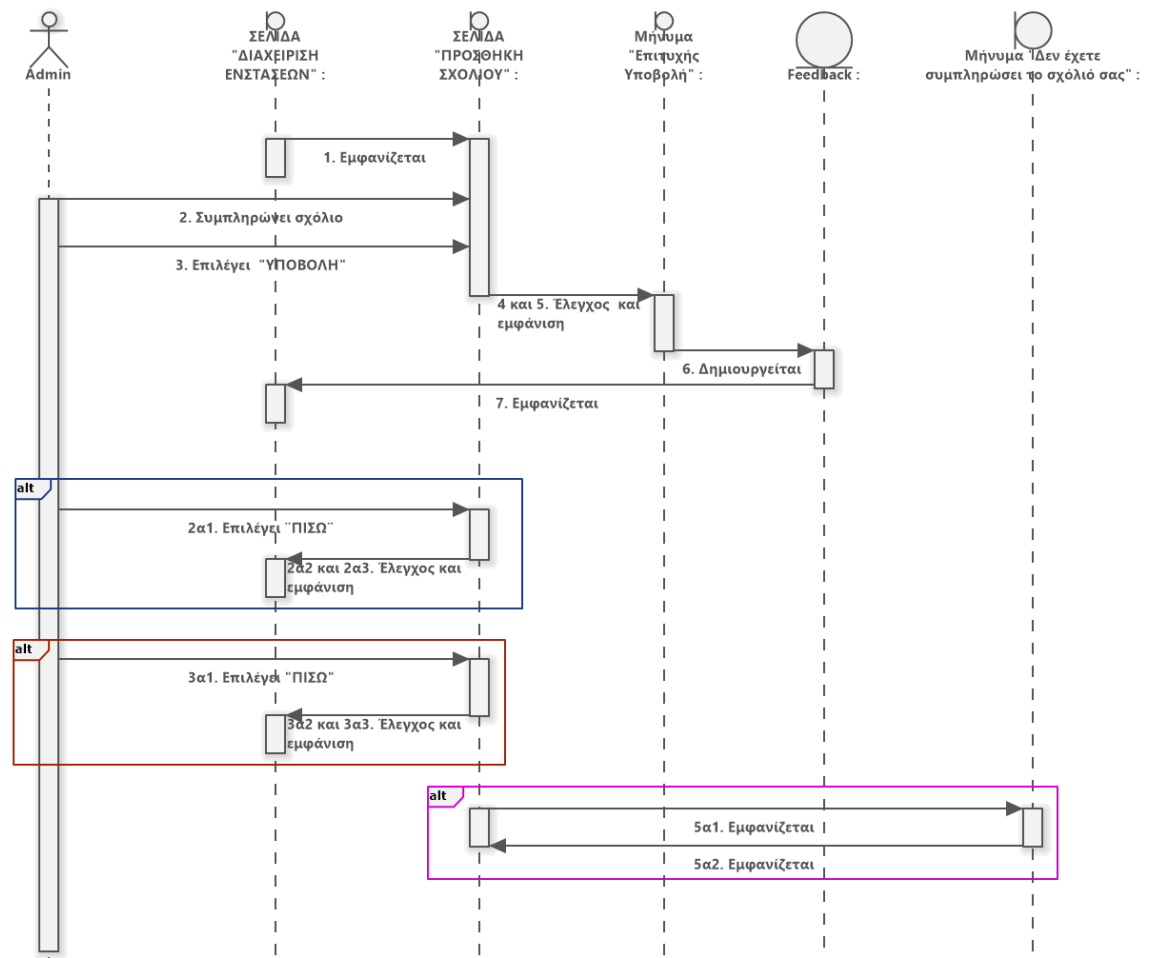 Admin
ΣΕΛΙΔΑ
"ΔΙΑΧΕΙΡΙΣΗ
ΕΝΣΤΑΣΕΩΝ" :
ΣΕΛΙΔΑ
"ΠΡΟΣΘΗΚΗ
ΣΧΟΛΙΟΥ" :
Μήνυμα
"Επιτυχής
Υποβολή" :
Feedback :
Μήνυμα "Δεν έχετε
συμπληρώσει το σχόλιό σας" :
1. Εμφανίζεται
2. Συμπληρώνει σχόλιο
3. Επιλέγει "ΥΠΟΒΟΛΗ"
4 και 5. Έλεγχος και
εμφάνιση
6. Δημιουργείται
7. Εμφανίζεται
alt
2α1. Επιλέγει ¨ΠΙΣΩ¨
2α2 και 2α3. Έλεγχος και
εμφάνιση
alt
3α1. Επιλέγει "ΠΙΣΩ"
3α2 και 3α3. Έλεγχος και
εμφάνιση
alt
5α1. Εμφανίζεται
5α2. Εμφανίζεται